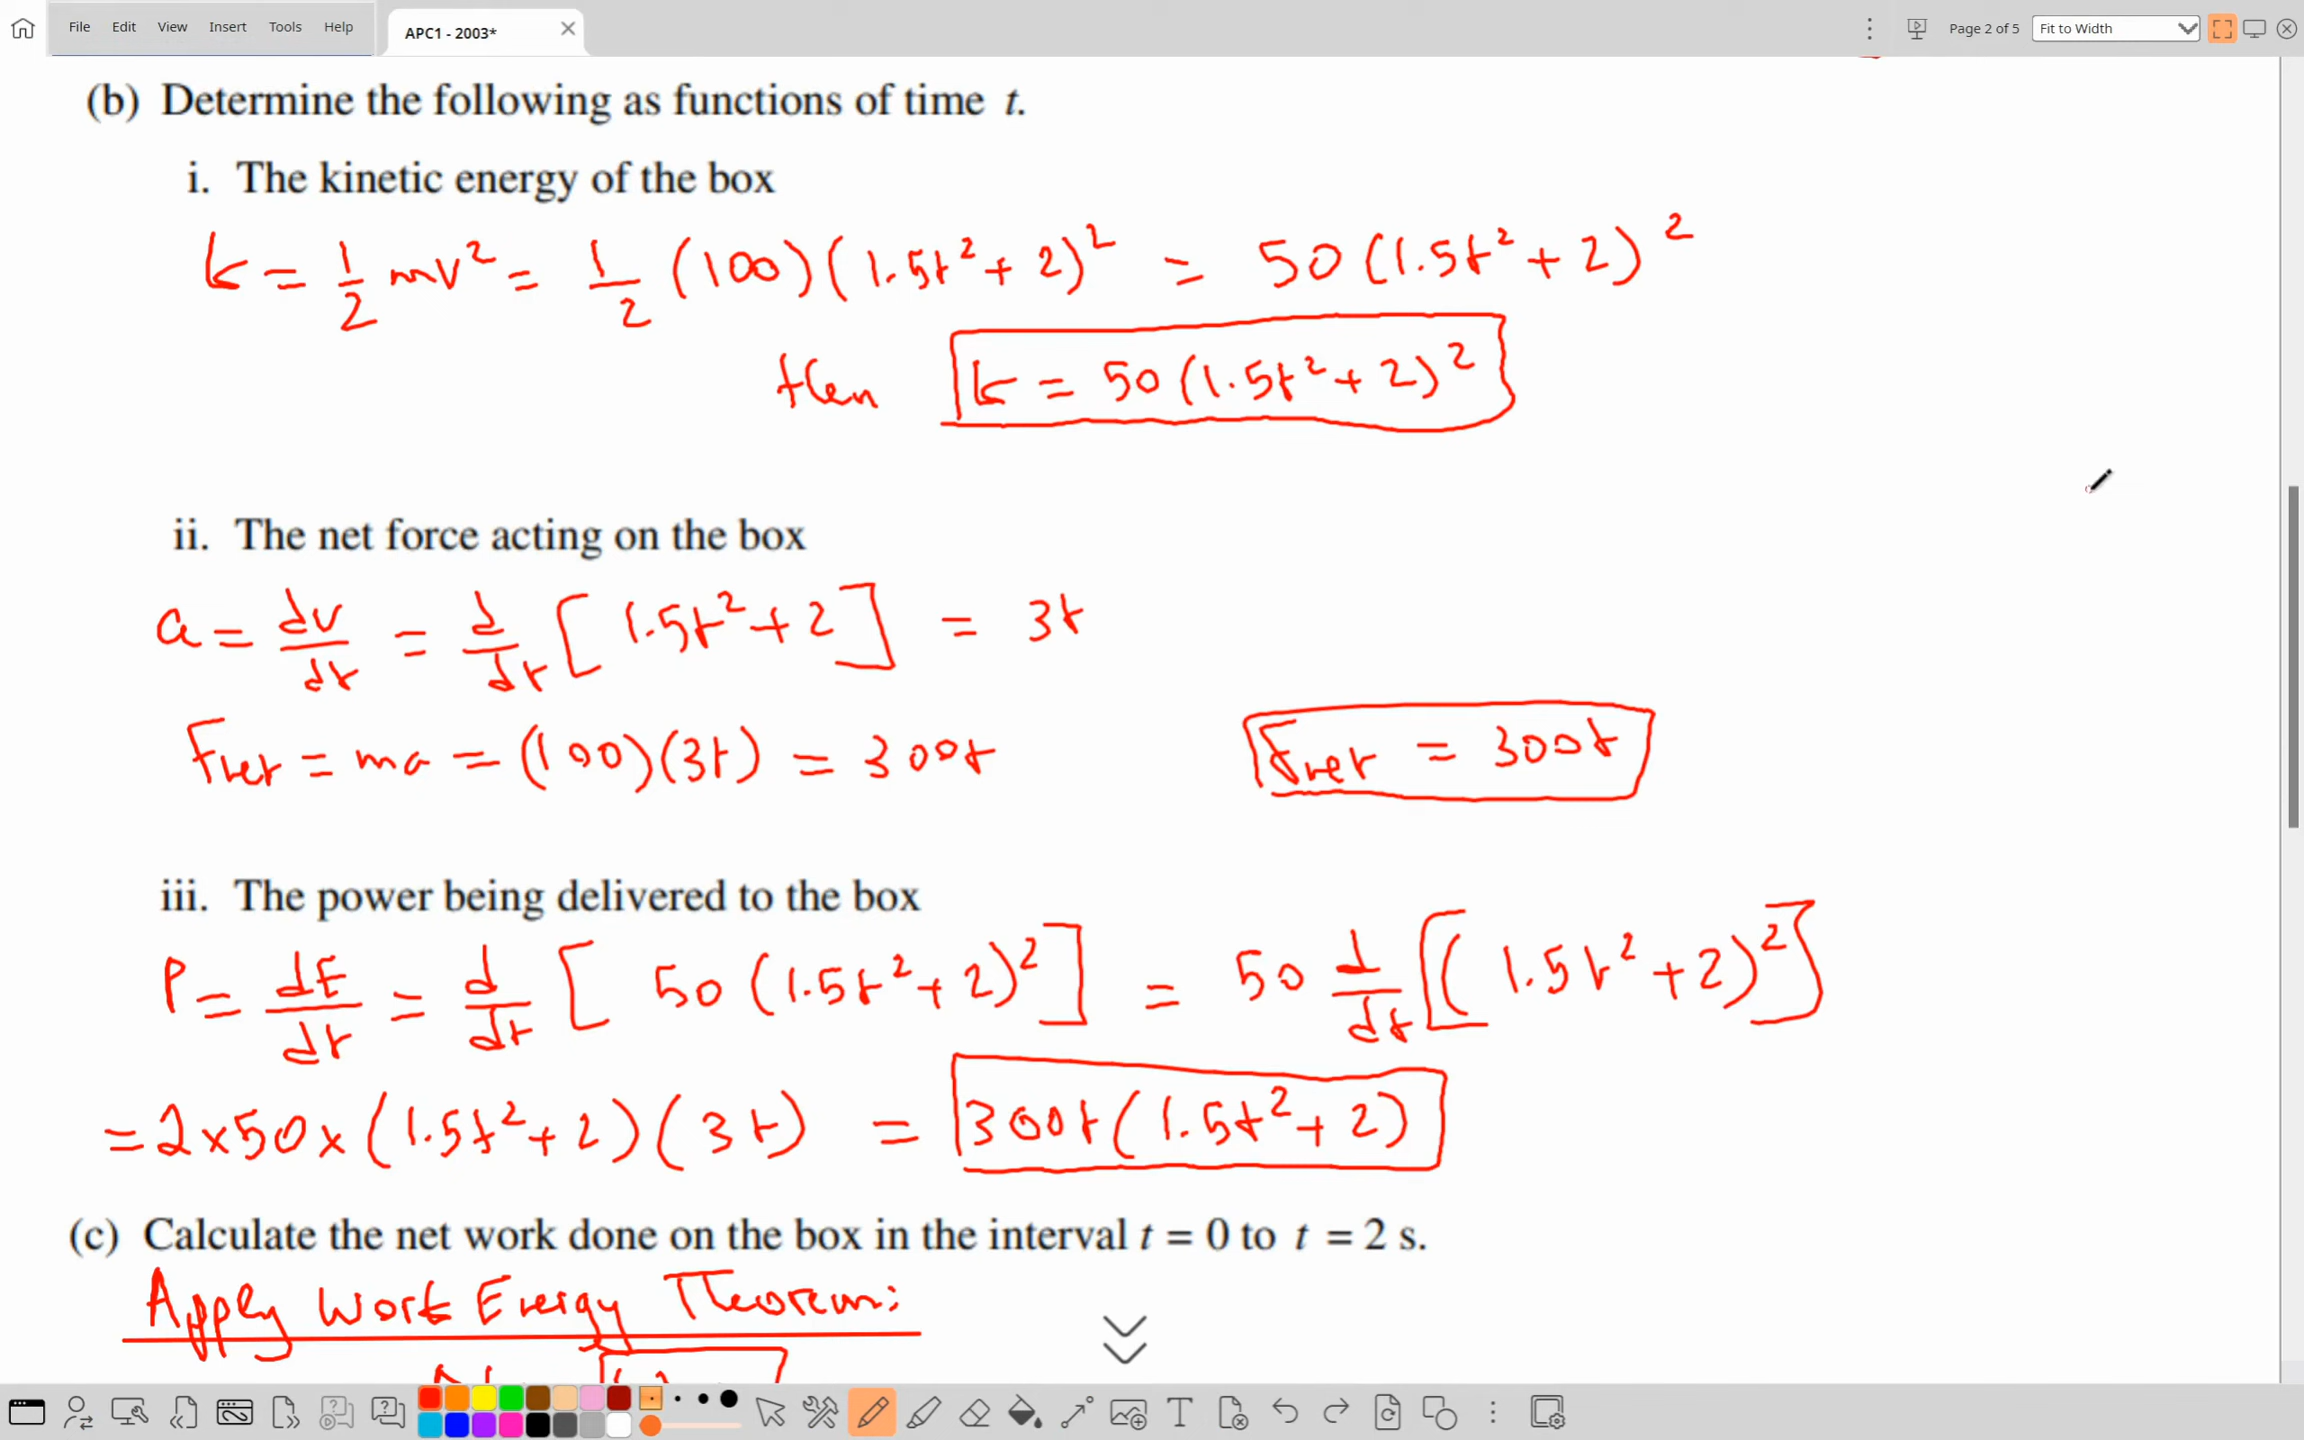 File Edit View Insert Tools Help APC1 - 2003* Page 2 of 5 Fit to Width
(b) Determine the following as functions of time t.
i. The kinetic energy of the box
K = 1/2 mv² = 1/2 (100)(1.5t² + 2)² = 50(1.5t² + 2)²
then K = 50(1.5t² + 2)²
ii. The net force acting on the box
a = dv/dt = d/dt [1.5t² + 2] = 3t
Fnet = ma = (100)(3t) = 300t Fnet = 300t
iii. The power being delivered to the box
P = dE/dt = d/dt [50(1.5t² + 2)²] = 50 d/dt [(1.5t² + 2)²]
= 2x50x(1.5t² + 2)(3t) = 300t(1.5t² + 2)
(c) Calculate the net work done on the box in the interval t = 0 to t = 2 s.
Apply Work Energy Theorem: